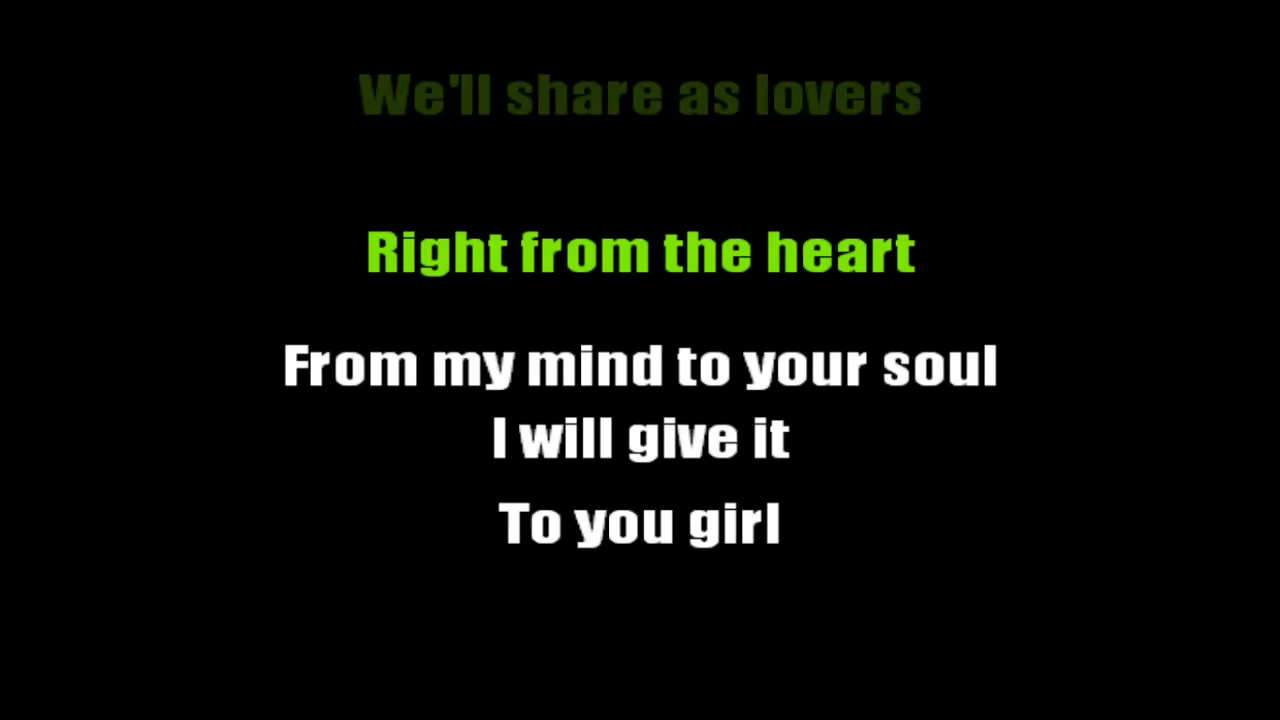 We'll share as lovers
Right from the heart
From my mind to your soul
I will give it
To you girl